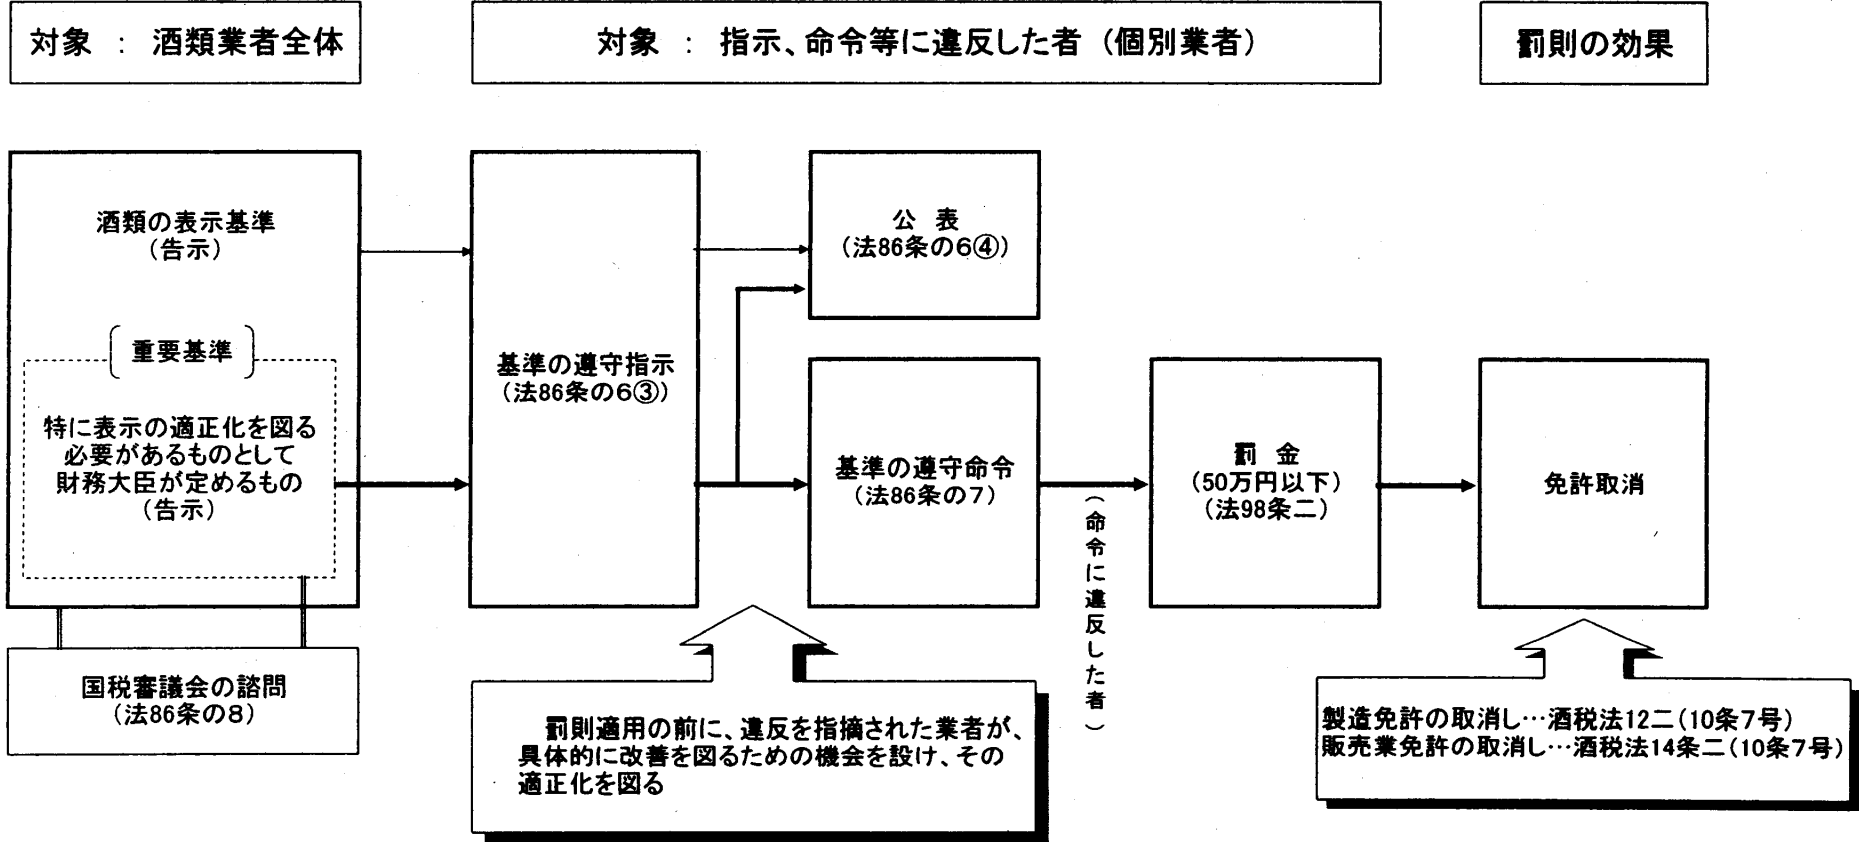 対象 : 酒類業者全体
対象 : 指示、命令等に違反した者(個別業者)
罰則の効果
酒類の表示基準
(告示)
重要基準
特に表示の適正化を図る
必要があるものとして
財務大臣が定めるもの
(告示)
国税審議会の諮問
(法86条の8)
基準の遵守指示
(法86条の6③)
公 表
(法86条の6④)
基準の遵守命令
(法86条の7)
(命令に違反した者)
罰 金
(50万円以下)
(法98条二)
免許取消
罰則適用の前に、違反を指摘された業者が、
具体的に改善を図るための機会を設け、その
適正化を図る
製造免許の取消し…酒税法12二(10条7号)
販売業免許の取消し…酒税法14条二(10条7号)